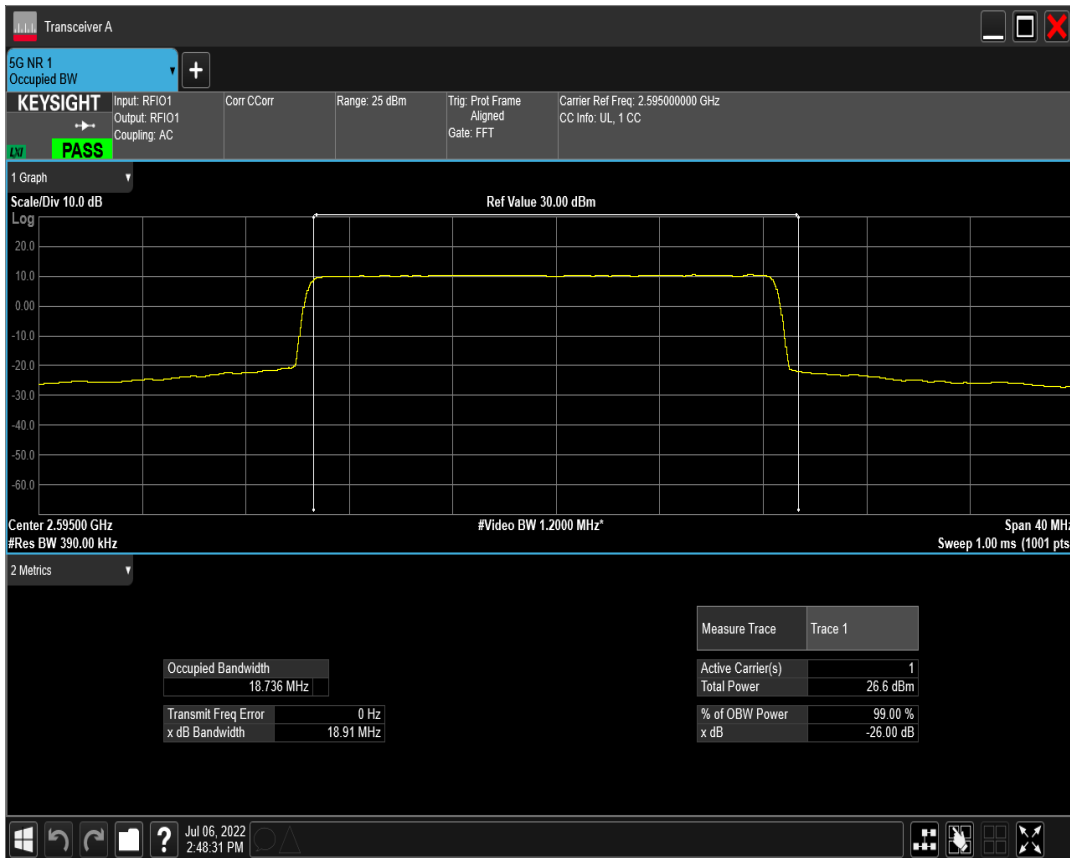 Transceiver A
5G NR 1
Occupied BW
KEYSIGHT
LXI
PASS
Input: RFIO1
Output: RFIO1
Coupling: AC
Corr CCorr
Range: 25 dBm
Trig: Prot Frame
Aligned
Gate: FFT
Carrier Ref Freq: 2.595000000 GHz
CC Info: UL, 1 CC
1 Graph
Scale/Div 10.0 dB
Ref Value 30.00 dBm
Log
20.0
10.0
0.00
-10.0
-20.0
-30.0
-40.0
-50.0
-60.0
Center 2.59500 GHz
#Video BW 1.2000 MHz*
Span 40 MHz
#Res BW 390.00 kHz
Sweep 1.00 ms (1001 pts
2 Metrics
Measure Trace Trace 1
Occupied Bandwidth
18.736 MHz
Active Carrier(s) 1
Total Power 26.6 dBm
Transmit Freq Error 0 Hz
x dB Bandwidth 18.91 MHz
% of OBW Power 99.00 %
x dB -26.00 dB
?
Jul 06, 2022
2:48:31 PM